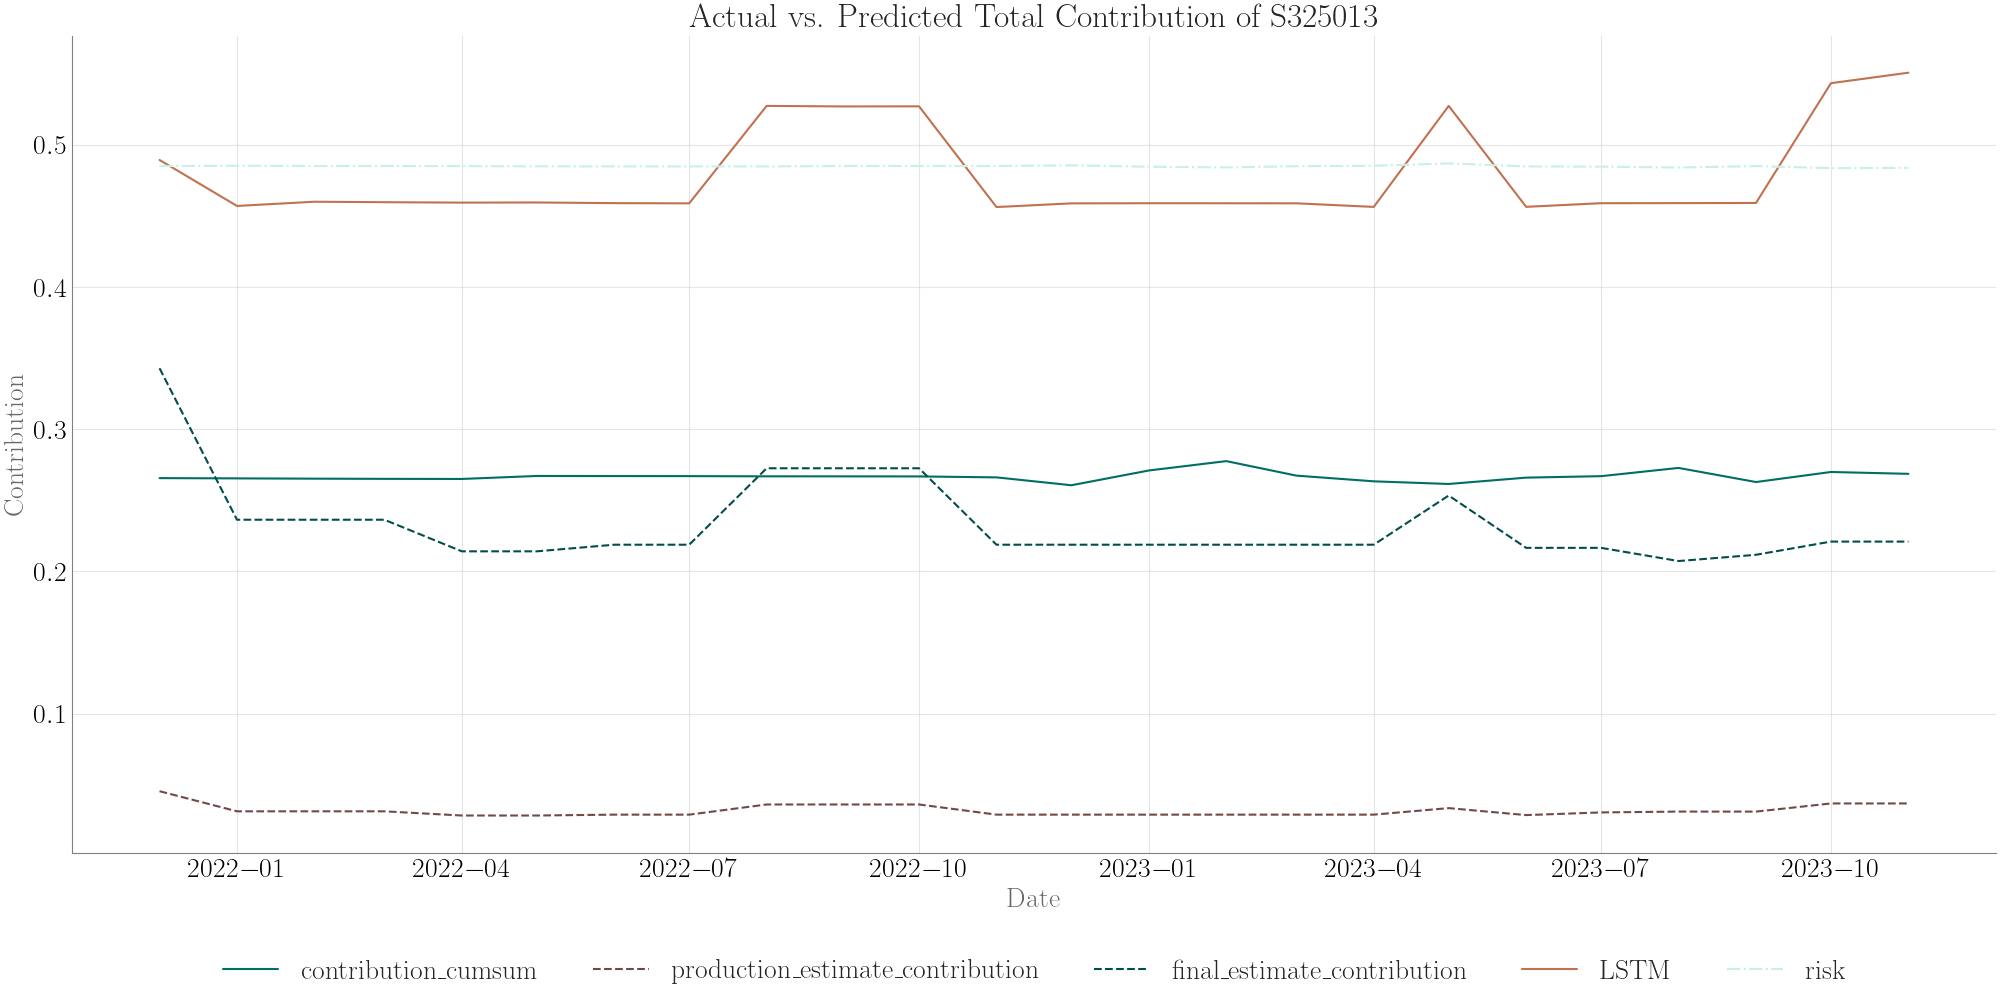 Actual vs. Predicted Total Contribution of S325013
0.5
0.4
0.3
0.2
0.1
Contribution
2022–01 2022–04 2022–07 2022–10 2023–01 2023–04 2023–07 2023–10
Date
contribution_cumsum production_estimate_contribution final_estimate_contribution LSTM risk